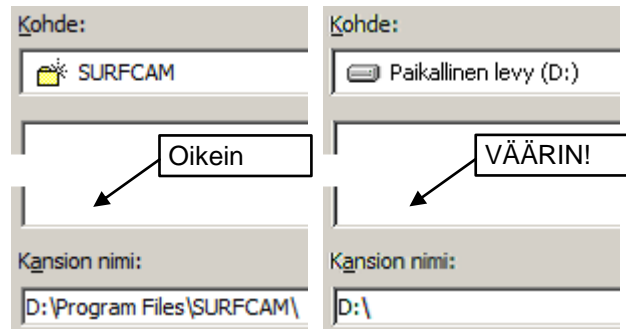 Kohde:
SURFCAM
Oikein
Kansion nimi:
D:\Program Files\SURFCAM\
Kohde:
Paikallinen levy (D:)
VÄÄRIN!
Kansion nimi:
D:\